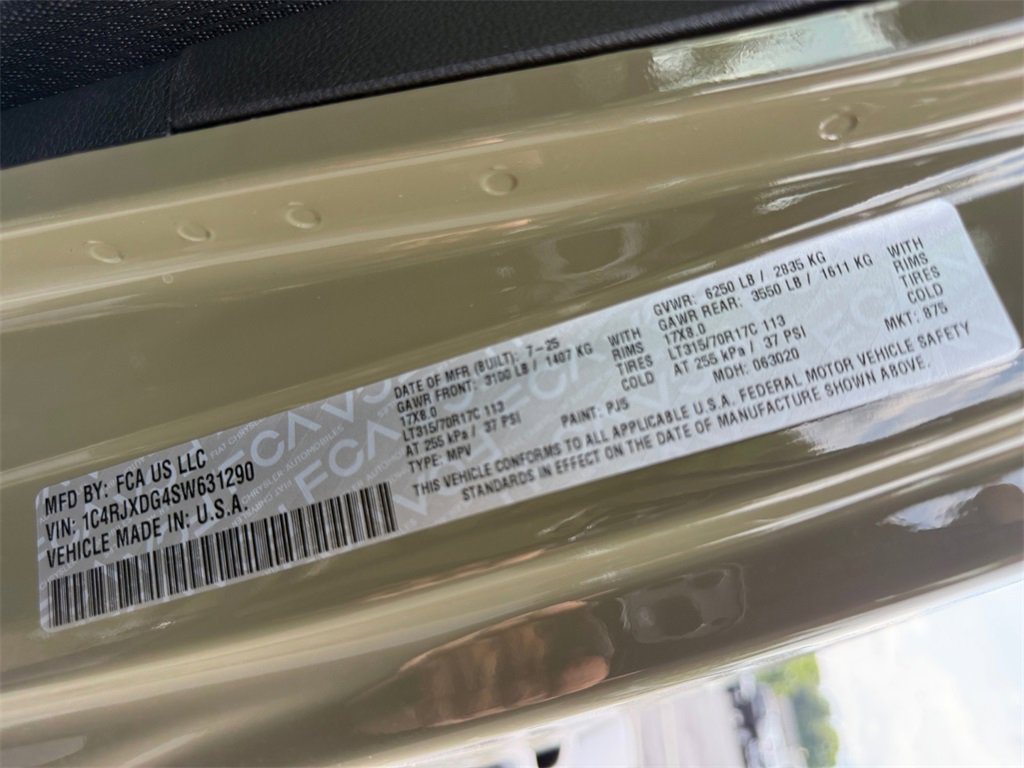 MFD BY: FCA US LLC
VIN: 1C4RJXDG4SW631290
VEHICLE MADE IN: U.S.A.
DATE OF MFR (BUILT): 7-25
GAWR FRONT: 3100 LB / 1407 KG WITH
17X8.0 RIMS
LT315/70R17C 113 TIRES
AT 255 kPa / 37 PSI COLD
TYPE: MPV PAINT: PJ5
GVWR: 6250 LB / 2835 KG
GAWR REAR: 3550 LB / 1611 KG WITH
17X8.0 RIMS
LT315/70R17C 113 TIRES
AT 255 kPa / 37 PSI COLD
MDH: 063020 MKT: 875
THIS VEHICLE CONFORMS TO ALL APPLICABLE U.S.A. FEDERAL MOTOR VEHICLE SAFETY
STANDARDS IN EFFECT ON THE DATE OF MANUFACTURE SHOWN ABOVE.